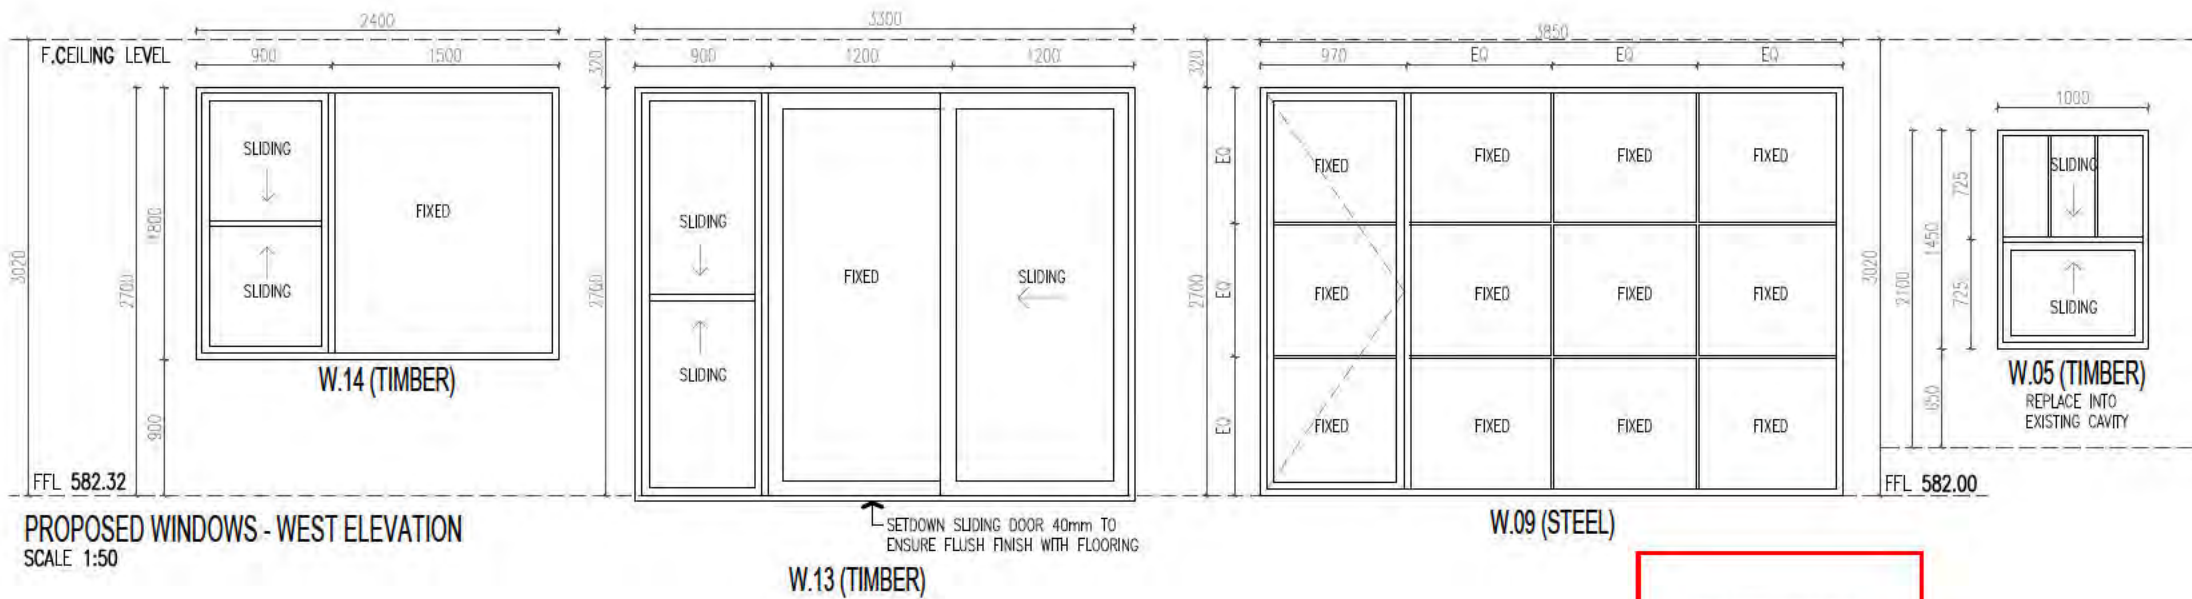 2400
F.CEILING LEVEL
900
1500
3020
2700
1800
900
SLIDING
SLIDING
FIXED
W.14 (TIMBER)
FFL 582.32
PROPOSED WINDOWS - WEST ELEVATION
SCALE 1:50
3300
320
900
1200
1200
2700
SLIDING
SLIDING
FIXED
SLIDING
SETDOWN SLIDING DOOR 40mm TO
ENSURE FLUSH FINISH WITH FLOORING
W.13 (TIMBER)
3850
320
970
EQ
EQ
EQ
2700
EQ
EQ
EQ
FIXED
FIXED
FIXED
FIXED
FIXED
FIXED
FIXED
FIXED
FIXED
FIXED
FIXED
FIXED
W.09 (STEEL)
3020
1000
2100
1450
650
725
725
SLIDING
SLIDING
W.05 (TIMBER)
REPLACE INTO
EXISTING CAVITY
FFL 582.00